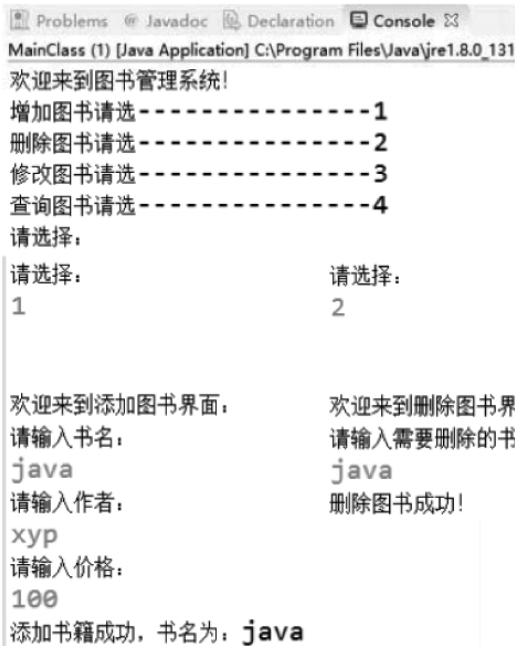 Problems @ Javadoc Declaration Console
MainClass (1) [Java Application] C:\Program Files\Java\jre1.8.0_131
欢迎来到图书管理系统!
增加图书请选---------------1
删除图书请选---------------2
修改图书请选---------------3
查询图书请选---------------4
请选择:
请选择:
1
欢迎来到添加图书界面:
请输入书名:
java
请输入作者:
xyp
请输入价格:
100
添加书籍成功, 书名为: java
请选择:
2
欢迎来到删除图书界
请输入需要删除的书
java
删除图书成功!